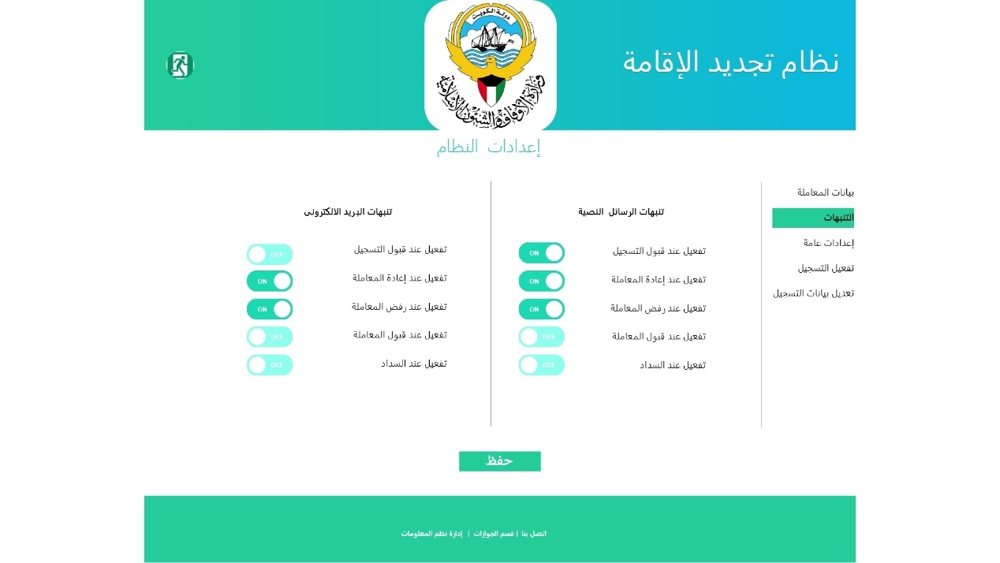 دولة الكويت
وزارة الأوقاف والشئون الإسلامية
نظام تجديد الإقامة
إعدادات النظام
بيانات المعاملة
التنبهات
إعدادات عامة
تفعيل التسجيل
تعديل بيانات التسجيل
تنبهات الرسائل النصية
تفعيل عند قبول التسجيل ON
تفعيل عند إعادة المعاملة ON
تفعيل عند رفض المعاملة ON
تفعيل عند قبول المعاملة OFF
تفعيل عند السداد OFF
تنبهات البريد الالكترونى
تفعيل عند قبول التسجيل OFF
تفعيل عند إعادة المعاملة ON
تفعيل عند رفض المعاملة ON
تفعيل عند قبول المعاملة OFF
تفعيل عند السداد OFF
حفظ
اتصل بنا | قسم الجوازات | إدارة نظم المعلومات